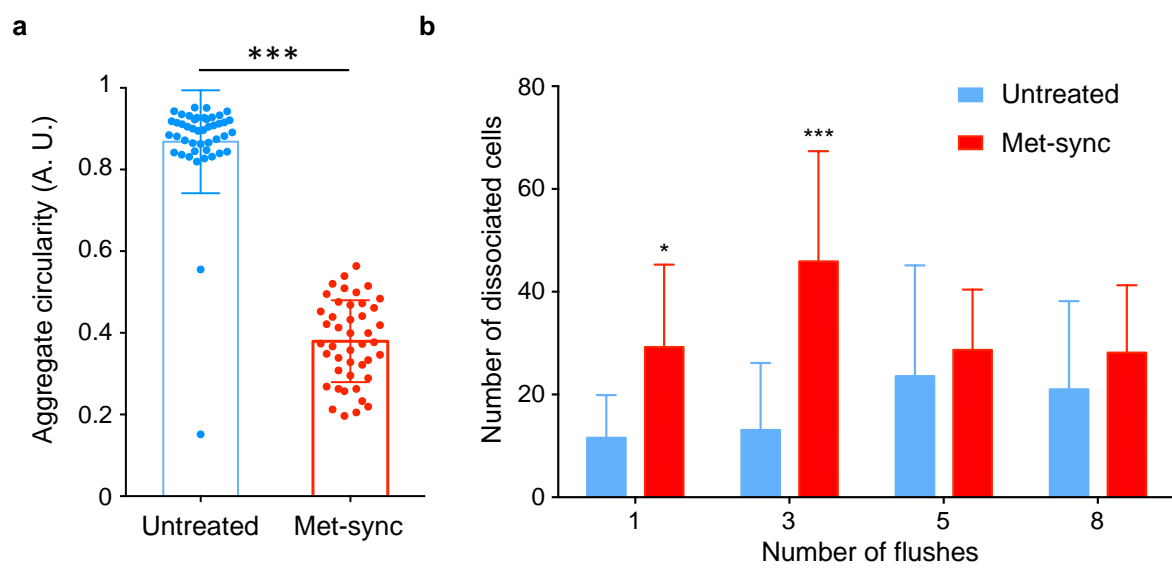 a
***
Aggregate circularity (A. U.)
1
0.8
0.6
0.4
0.2
0
Untreated
Met-sync
b
Number of dissociated cells
80
60
40
20
0
Untreated
Met-sync
*
***
1
3
5
8
Number of flushes